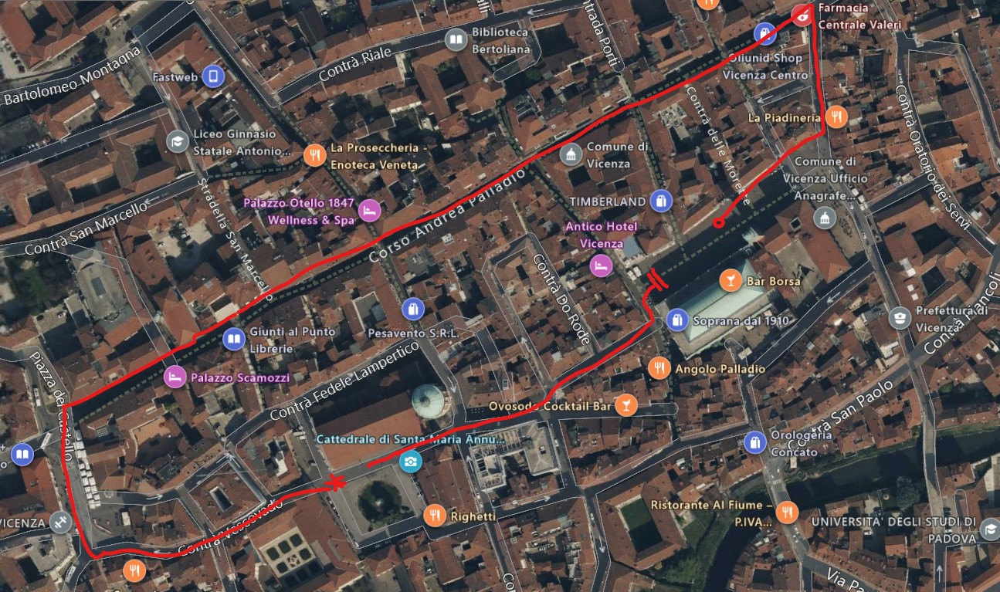 Farmacia
Centrale Valeri
Biblioteca
Bertoliana
Contrà Riale
Bartolomeo Montagna
Fastweb
Oliunid Shop
Vicenza Centro
Contrà delle Morette
La Piadineria
Contrà Oratorio dei Servi
Liceo Ginnasio
Statale Antonio...
La Proseccheria -
Enoteca Veneta
Comune di
Vicenza
Comune di
Vicenza Ufficio
Anagrafe...
Stradella San Marcello
Contrà San Marcello
Palazzo Otello 1847
Wellness & Spa
Corso Andrea Palladio
TIMBERLAND
Antico Hotel
Vicenza
Contrà Do Rode
Bar Borsa
Soprana dal 1910
Prefettura di
Vicenza
Giunti al Punto
Librerie
Pesavento S.R.L.
Piazza del Castello
Palazzo Scamozzi
Contrà Fedele Lampertico
Angolo Palladio
Ovosodo Cocktail Bar
Contrà San Paolo
Cattedrale di Santa Maria Annu...
Orologeria
Concato
Righetti
Contrà Vescovado
VICENZA
Ristorante Al Fiume –
P.IVA...
UNIVERSITA' DEGLI STUDI DI
PADOVA